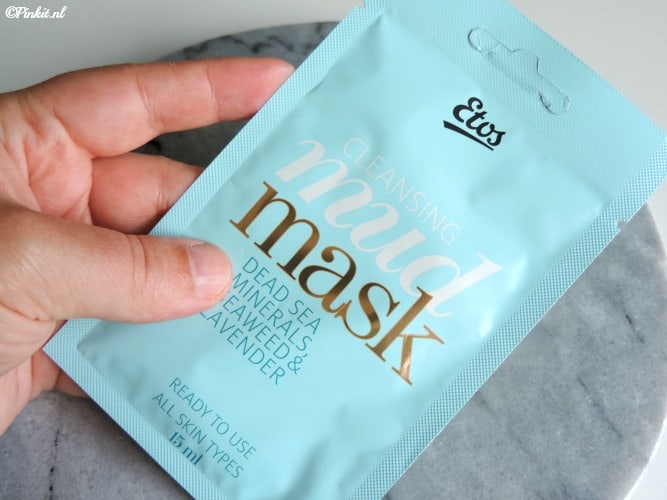 ©Pinkit.nl
Etos
CLEANSING
mud
mask
DEAD SEA
MINERALS,
SEAWEED &
LAVENDER
READY TO USE
ALL SKIN TYPES
15 ml